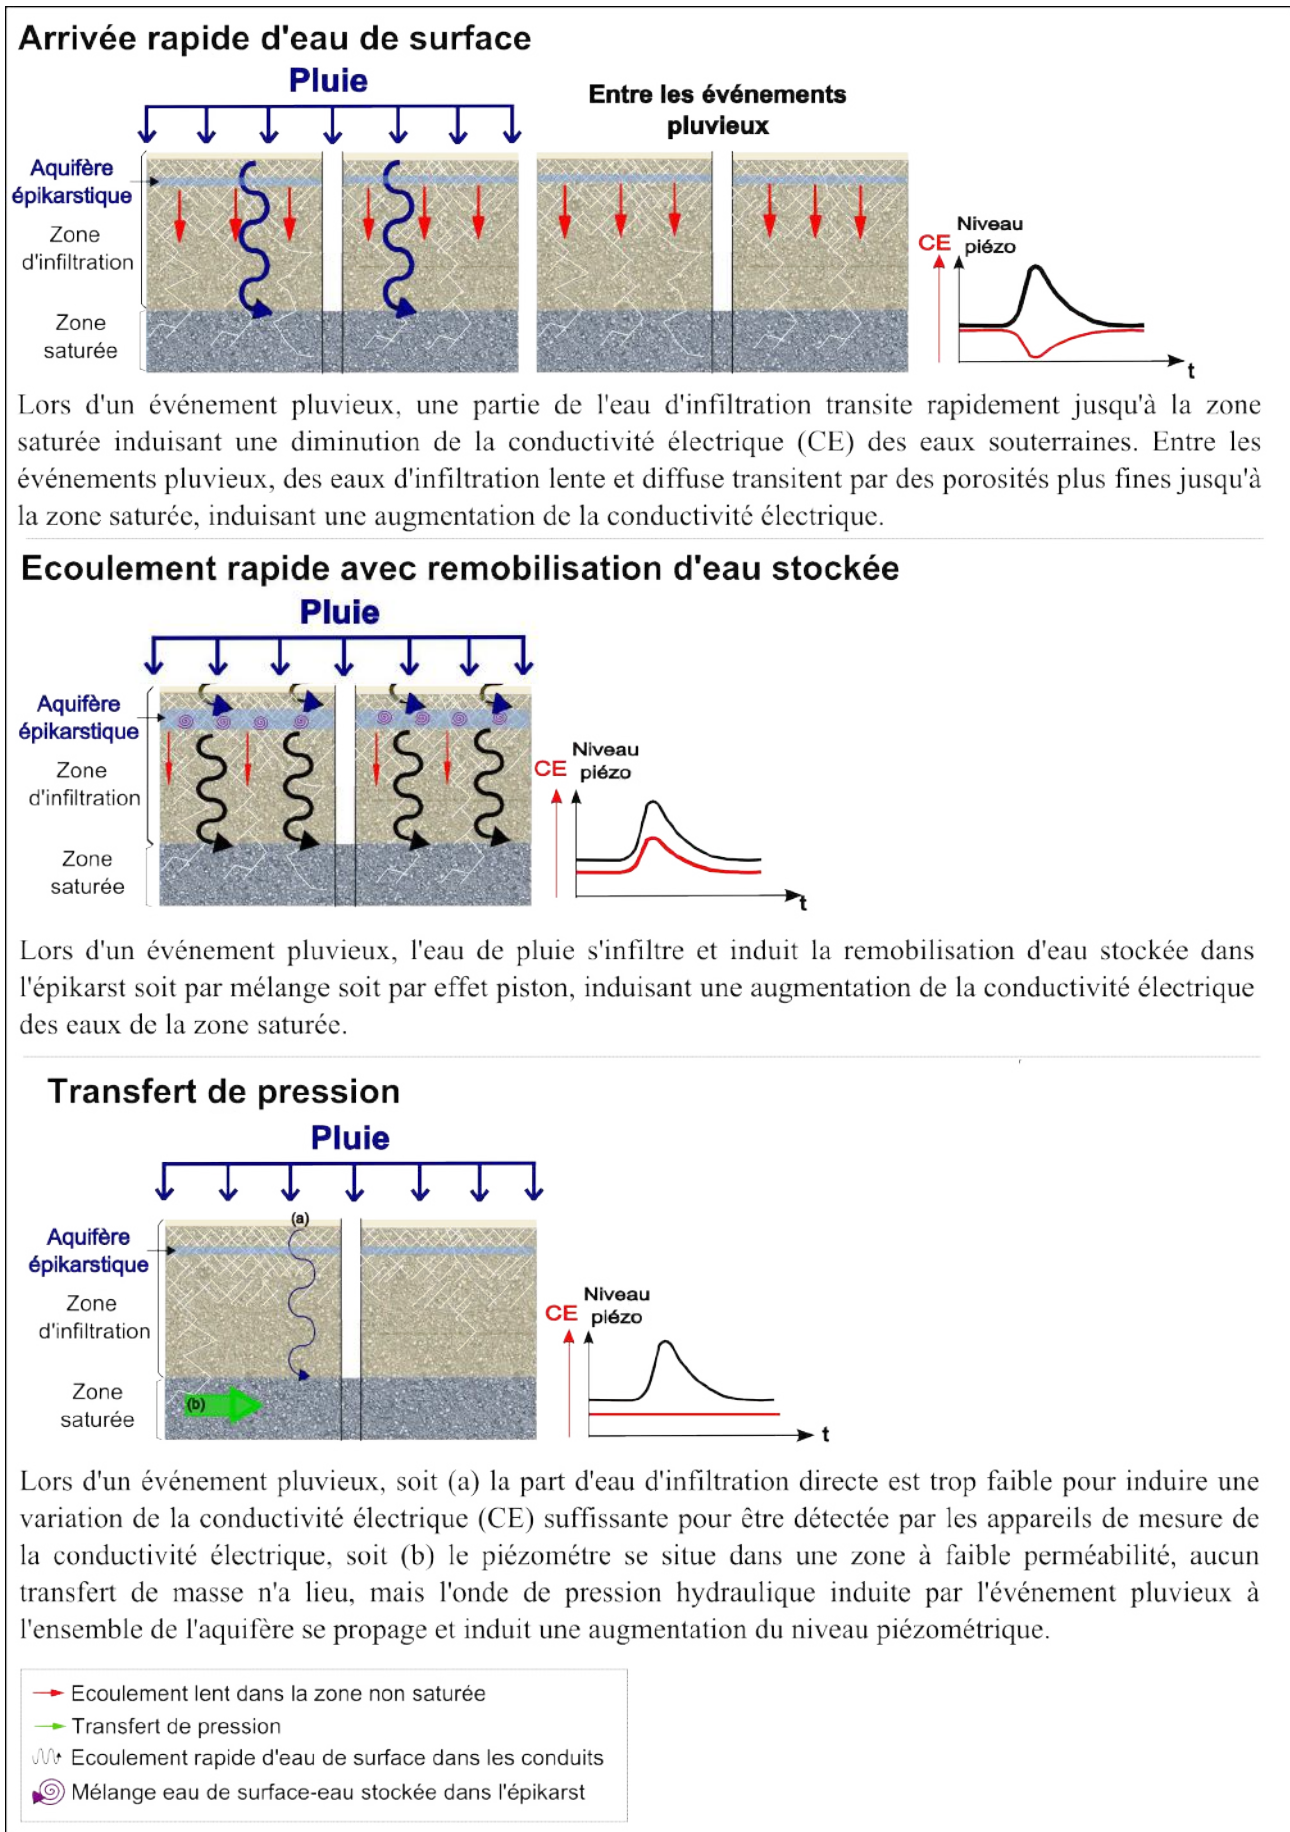 Arrivée rapide d'eau de surface
Pluie
Entre les événements
pluvieux
Aquifère
épikarstique
Zone
d'infiltration
Zone
saturée
CE
Niveau
piézo
t
Lors d'un événement pluvieux, une partie de l'eau d'infiltration transite rapidement jusqu'à la zone
saturée induisant une diminution de la conductivité électrique (CE) des eaux souterraines. Entre les
événements pluvieux, des eaux d'infiltration lente et diffuse transitent par des porosités plus fines jusqu'à
la zone saturée, induisant une augmentation de la conductivité électrique.
Ecoulement rapide avec remobilisation d'eau stockée
Pluie
Aquifère
épikarstique
Zone
d'infiltration
Zone
saturée
CE
Niveau
piézo
t
Lors d'un événement pluvieux, l'eau de pluie s'infiltre et induit la remobilisation d'eau stockée dans
l'épikarst soit par mélange soit par effet piston, induisant une augmentation de la conductivité électrique
des eaux de la zone saturée.
Transfert de pression
Pluie
(a)
Aquifère
épikarstique
Zone
d'infiltration
Zone
saturée
(b)
CE
Niveau
piézo
t
Lors d'un événement pluvieux, soit (a) la part d'eau d'infiltration directe est trop faible pour induire une
variation de la conductivité électrique (CE) suffissante pour être détectée par les appareils de mesure de
la conductivité électrique, soit (b) le piézométre se situe dans une zone à faible perméabilité, aucun
transfert de masse n'a lieu, mais l'onde de pression hydraulique induite par l'événement pluvieux à
l'ensemble de l'aquifère se propage et induit une augmentation du niveau piézométrique.
Ecoulement lent dans la zone non saturée
Transfert de pression
Ecoulement rapide d'eau de surface dans les conduits
Mélange eau de surface-eau stockée dans l'épikarst